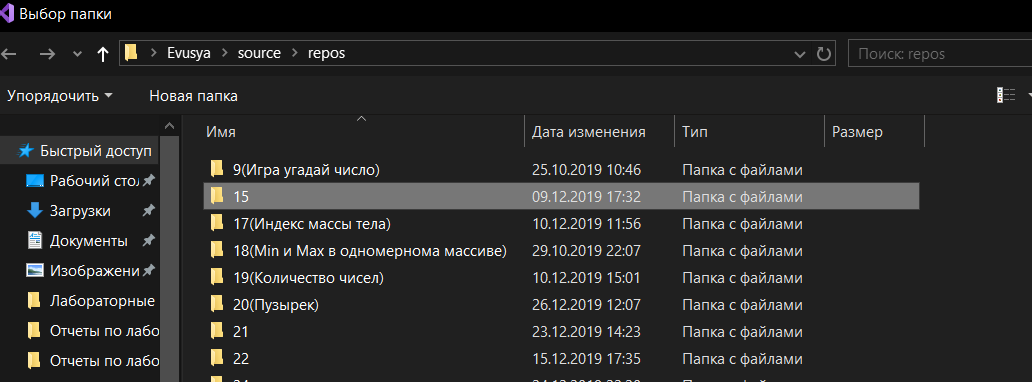 Выбор папки
Evusya > source > repos
Поиск: repos
Упорядочить Новая папка
Имя Дата изменения Тип Размер
Быстрый доступ
Рабочий стол
Загрузки
Документы
Изображени
Лабораторные
Отчеты по лабо
Отчеты по лабо
9(Игра угадай число) 25.10.2019 10:46 Папка с файлами
15 09.12.2019 17:32 Папка с файлами
17(Индекс массы тела) 10.12.2019 11:56 Папка с файлами
18(Min и Max в одномернома массиве) 29.10.2019 22:07 Папка с файлами
19(Количество чисел) 10.12.2019 15:01 Папка с файлами
20(Пузырек) 26.12.2019 12:07 Папка с файлами
21 23.12.2019 14:23 Папка с файлами
22 15.12.2019 17:35 Папка с файлами